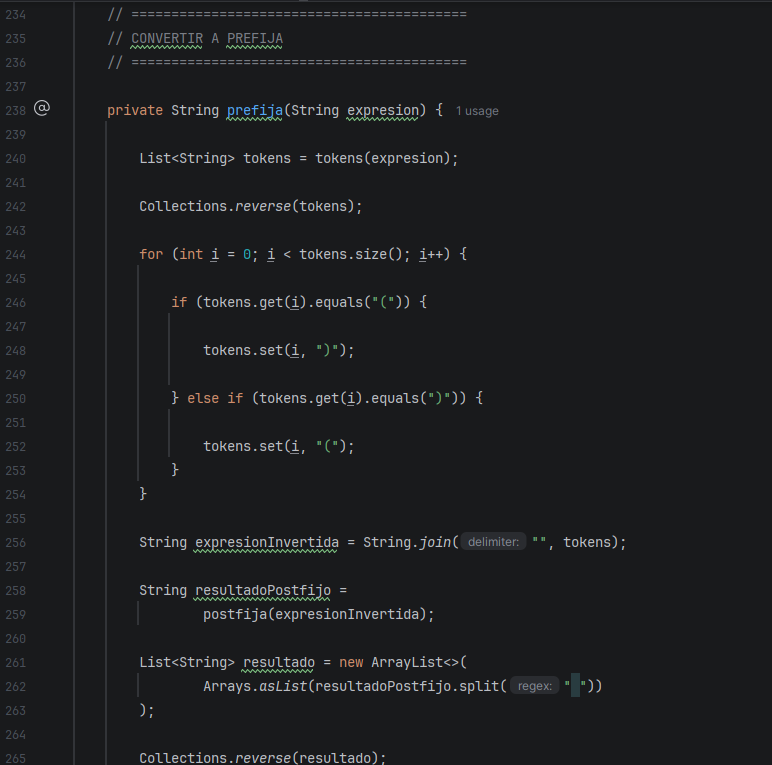 234 // ==========================================
235 // CONVERTIR A PREFIJA
236 // ==========================================
237
238 @ private String prefija(String expresion) { 1 usage
239
240 List<String> tokens = tokens(expresion);
241
242 Collections.reverse(tokens);
243
244 for (int i = 0; i < tokens.size(); i++) {
245
246 if (tokens.get(i).equals("(")) {
247
248 tokens.set(i, ")");
249
250 } else if (tokens.get(i).equals(")")) {
251
252 tokens.set(i, "(");
253 }
254 }
255
256 String expresionInvertida = String.join( delimiter: "", tokens);
257
258 String resultadoPostfijo =
259 postfija(expresionInvertida);
260
261 List<String> resultado = new ArrayList<>(
262 Arrays.asList(resultadoPostfijo.split( regex: " "))
263 );
264
265 Collections.reverse(resultado);